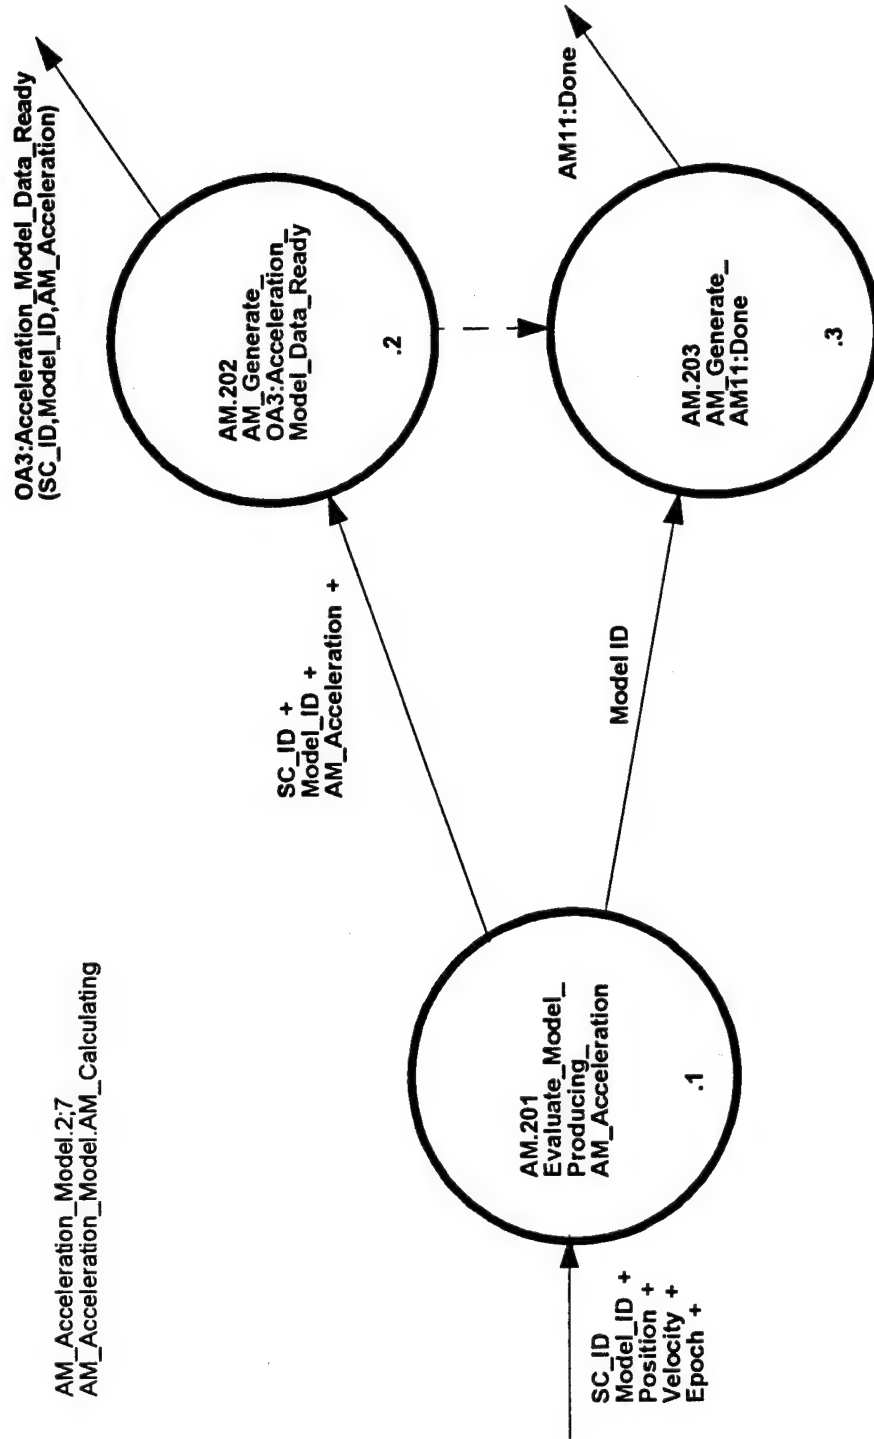 AM_Acceleration_Model.2;7
AM_Acceleration_Model.AM_Calculating
OA3:Acceleration_Model_Data_Ready
(SC_ID,Model_ID,AM_Acceleration)
AM.202
AM_Generate_
OA3:Acceleration_
Model_Data_Ready
.2
SC_ID +
Model_ID +
AM_Acceleration +
AM11:Done
AM.201
Evaluate_Model_
Producing_
AM_Acceleration
.1
Model ID
AM.203
AM_Generate_
AM11:Done
.3
SC_ID
Model_ID +
Position +
Velocity +
Epoch +